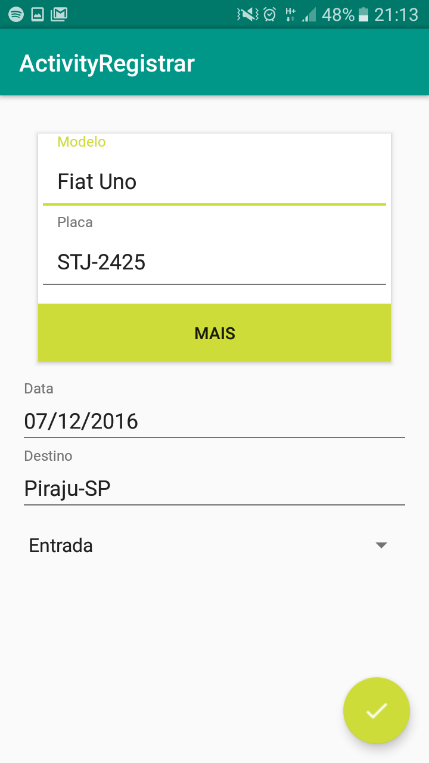 H+ 48% 21:13
ActivityRegistrar
Modelo
Fiat Uno
Placa
STJ-2425
MAIS
Data
07/12/2016
Destino
Piraju-SP
Entrada